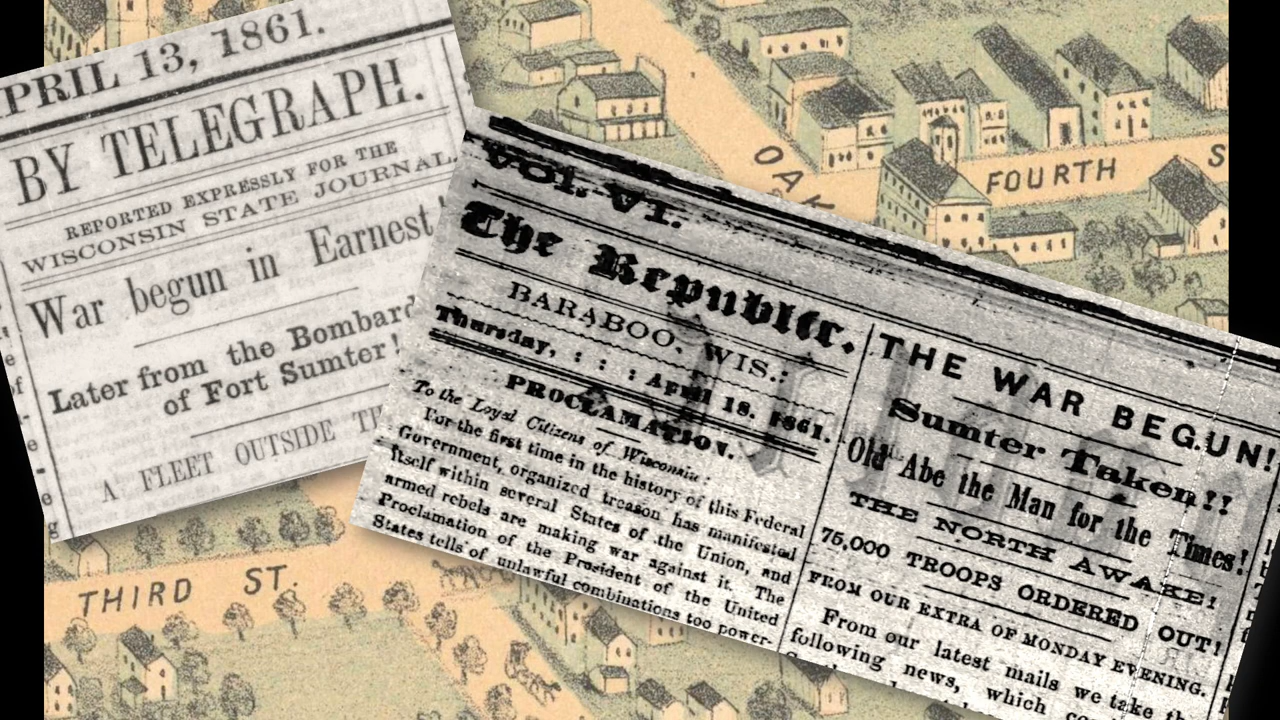 APRIL 13, 1861.
BY TELEGRAPH.
REPORTED EXPRESSLY FOR THE
WISCONSIN STATE JOURNAL
War begun in Earnest!
Later from the Bombard
of Fort Sumter!
A FLEET OUTSIDE
VOL. VI.
The Republic.
BARABOO, WIS.:
Thursday, : : : April 18, 1861.
PROCLAMATION.
To the Loyal Citizens of Wisconsin:
For the first time in the history of this Federal
Government, organized treason has manifested
itself within several States of the Union, and
armed rebels are making war against it. The
Proclamation of the President of the United
States tells of unlawful combinations too power-
THE WAR BEGUN!
Sumter Taken!!
Old Abe the Man for the Times!
THE NORTH AWAKE!
75,000 TROOPS ORDERED OUT!
FROM OUR EXTRA OF MONDAY EVENING.
From our latest mails we take the
following news, which
OAK
FOURTH S
THIRD ST.